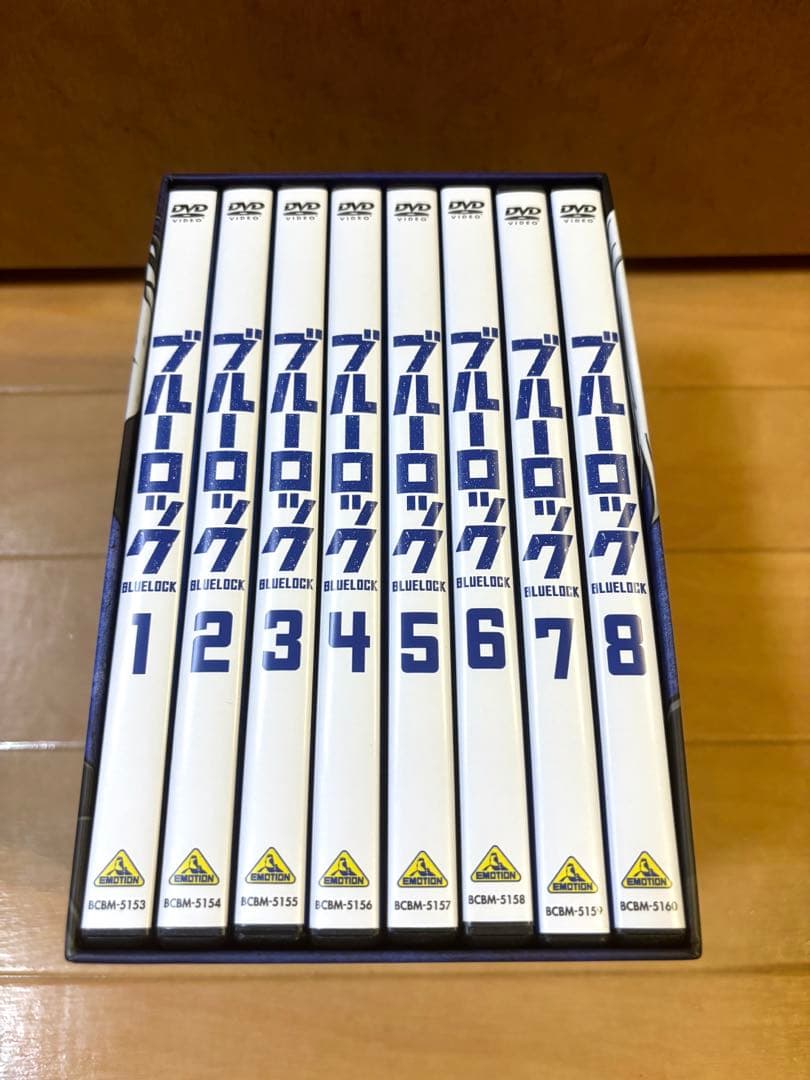 DVD
VIDEO
ブルーロック
BLUELOCK
1
EMOTION
BCBM-5153
DVD
VIDEO
ブルーロック
BLUELOCK
2
EMOTION
BCBM-5154
DVD
VIDEO
ブルーロック
BLUELOCK
3
EMOTION
BCBM-5155
DVD
VIDEO
ブルーロック
BLUELOCK
4
EMOTION
BCBM-5156
DVD
VIDEO
ブルーロック
BLUELOCK
5
EMOTION
BCBM-5157
DVD
VIDEO
ブルーロック
BLUELOCK
6
EMOTION
BCBM-5158
DVD
VIDEO
ブルーロック
BLUELOCK
7
EMOTION
BCBM-5159
DVD
VIDEO
ブルーロック
BLUELOCK
8
EMOTION
BCBM-5160